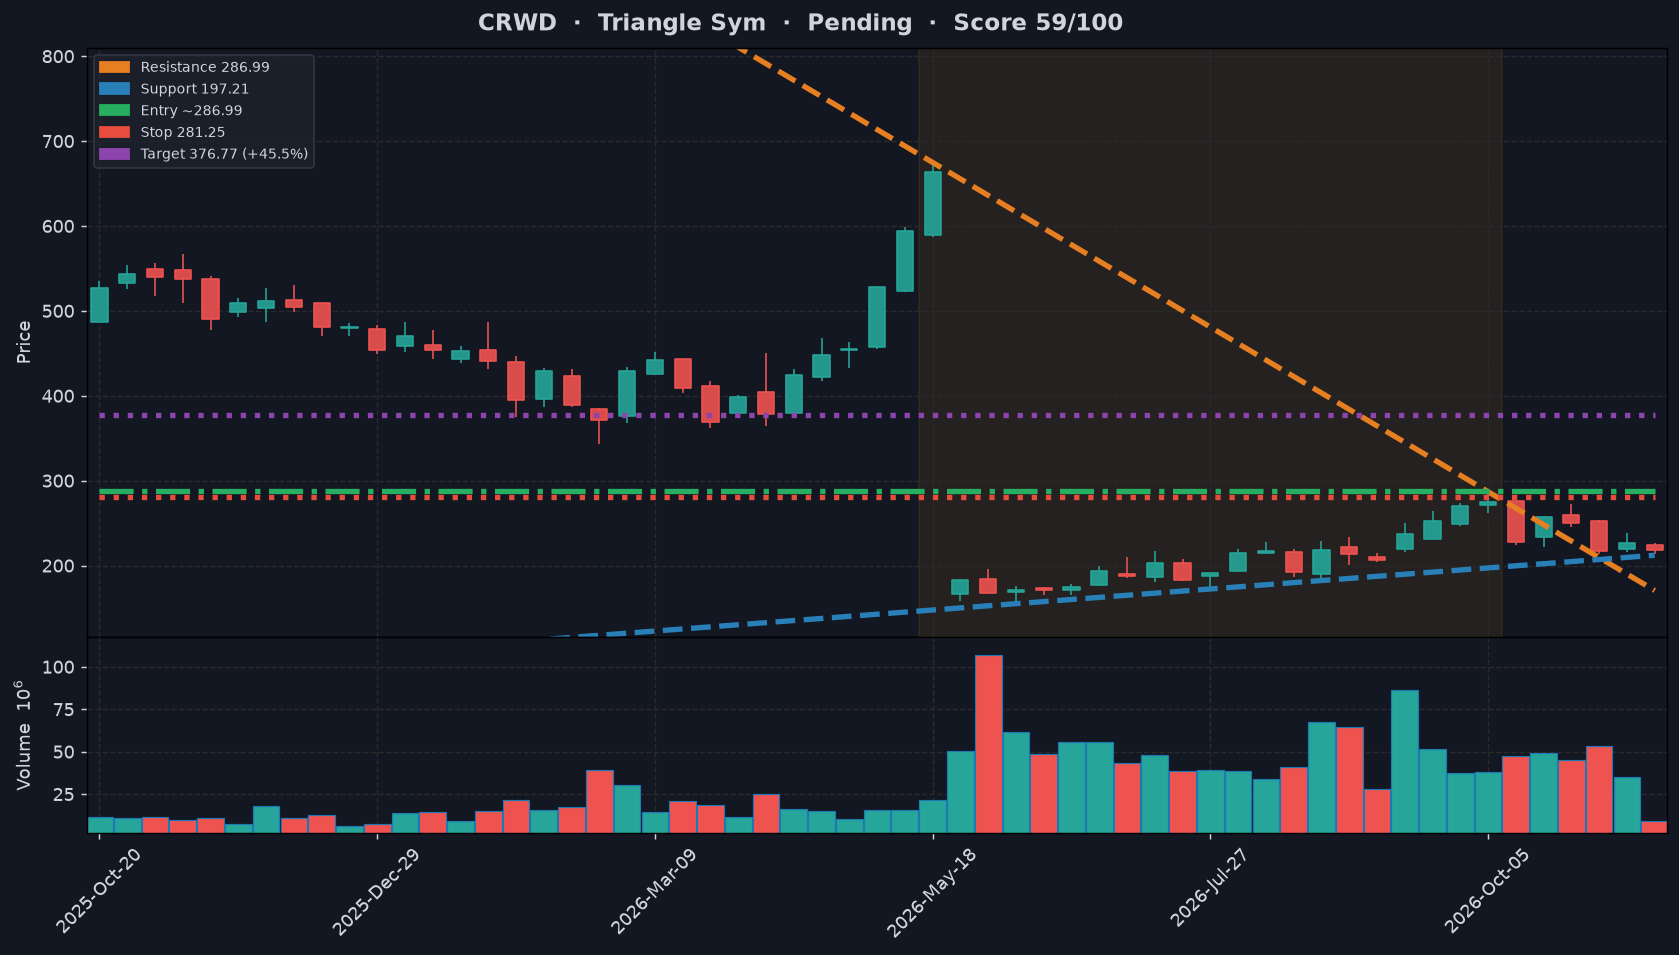 CRWD · Triangle Sym · Pending · Score 59/100
Resistance 286.99
Support 197.21
Entry ~286.99
Stop 281.25
Target 376.77 (+45.5%)
Price
800
700
600
500
400
300
200
Volume 10⁶
100
75
50
25
2025-Oct-20
2025-Dec-29
2026-Mar-09
2026-May-18
2026-Jul-27
2026-Oct-05